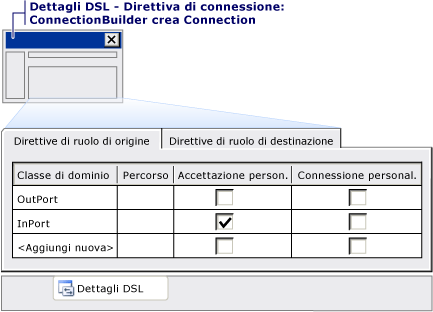 Dettagli DSL - Direttiva di connessione:
ConnectionBuilder crea Connection
Direttive di ruolo di origine
Direttive di ruolo di destinazione
Classe di dominio Percorso Accettazione person. Connessione personal.
OutPort
InPort
<Aggiungi nuova>
Dettagli DSL